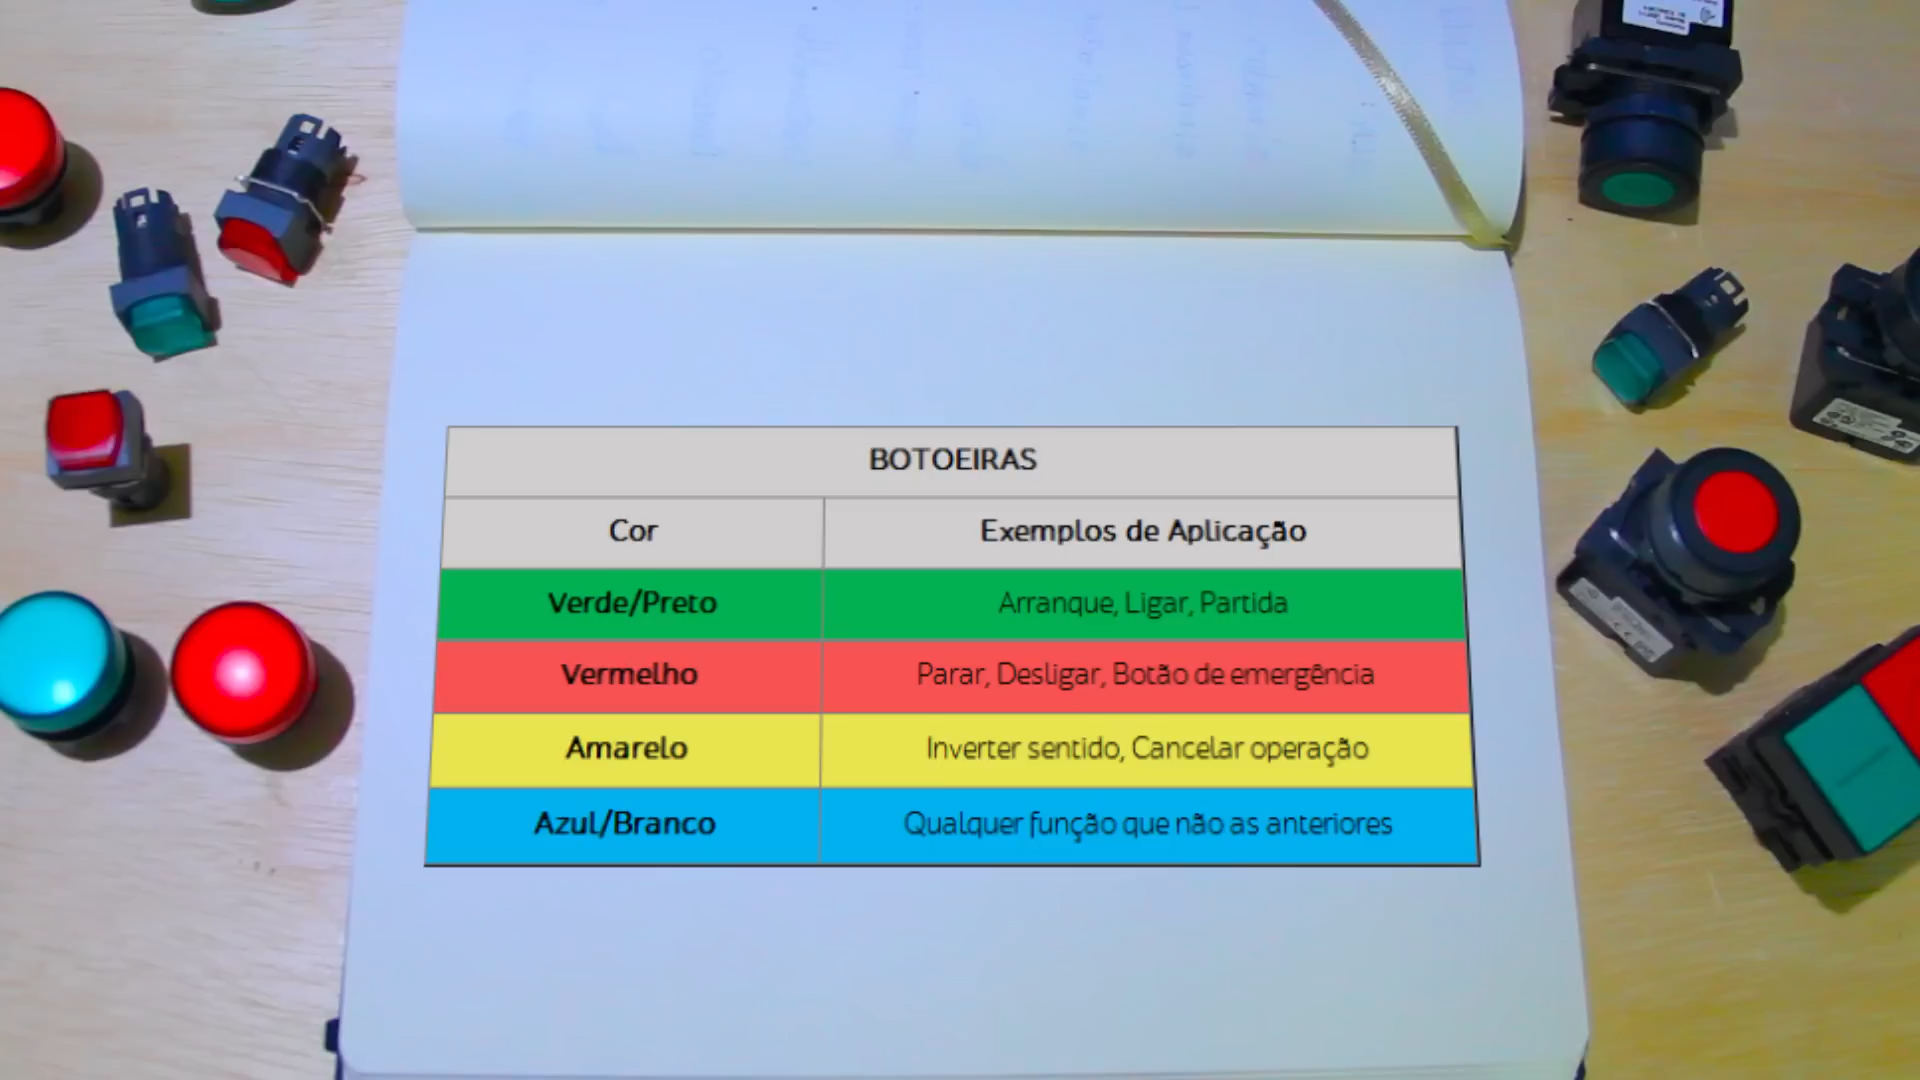 BOTOEIRAS
Cor Exemplos de Aplicação
Verde/Preto Arranque, Ligar, Partida
Vermelho Parar, Desligar, Botão de emergência
Amarelo Inverter sentido, Cancelar operação
Azul/Branco Qualquer função que não as anteriores